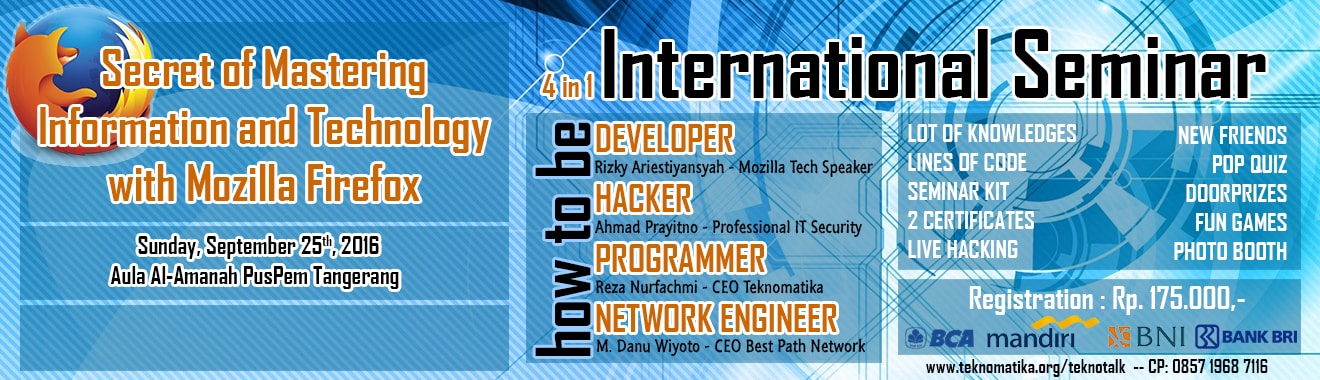 Secret of Mastering
Information and Technology
with Mozilla Firefox
Sunday, September 25th, 2016
Aula Al-Amanah PusPem Tangerang
4 in 1 International Seminar
how to be
DEVELOPER
Rizky Ariestiyansyah - Mozilla Tech Speaker
HACKER
Ahmad Prayitno - Professional IT Security
PROGRAMMER
Reza Nurfachmi - CEO Teknomatika
NETWORK ENGINEER
M. Danu Wiyoto - CEO Best Path Network
LOT OF KNOWLEDGES
LINES OF CODE
SEMINAR KIT
2 CERTIFICATES
LIVE HACKING
NEW FRIENDS
POP QUIZ
DOORPRIZES
FUN GAMES
PHOTO BOOTH
Registration : Rp. 175.000,-
BCA mandiri BNI BANK BRI
www.teknomatika.org/teknotalk -- CP: 0857 1968 7116